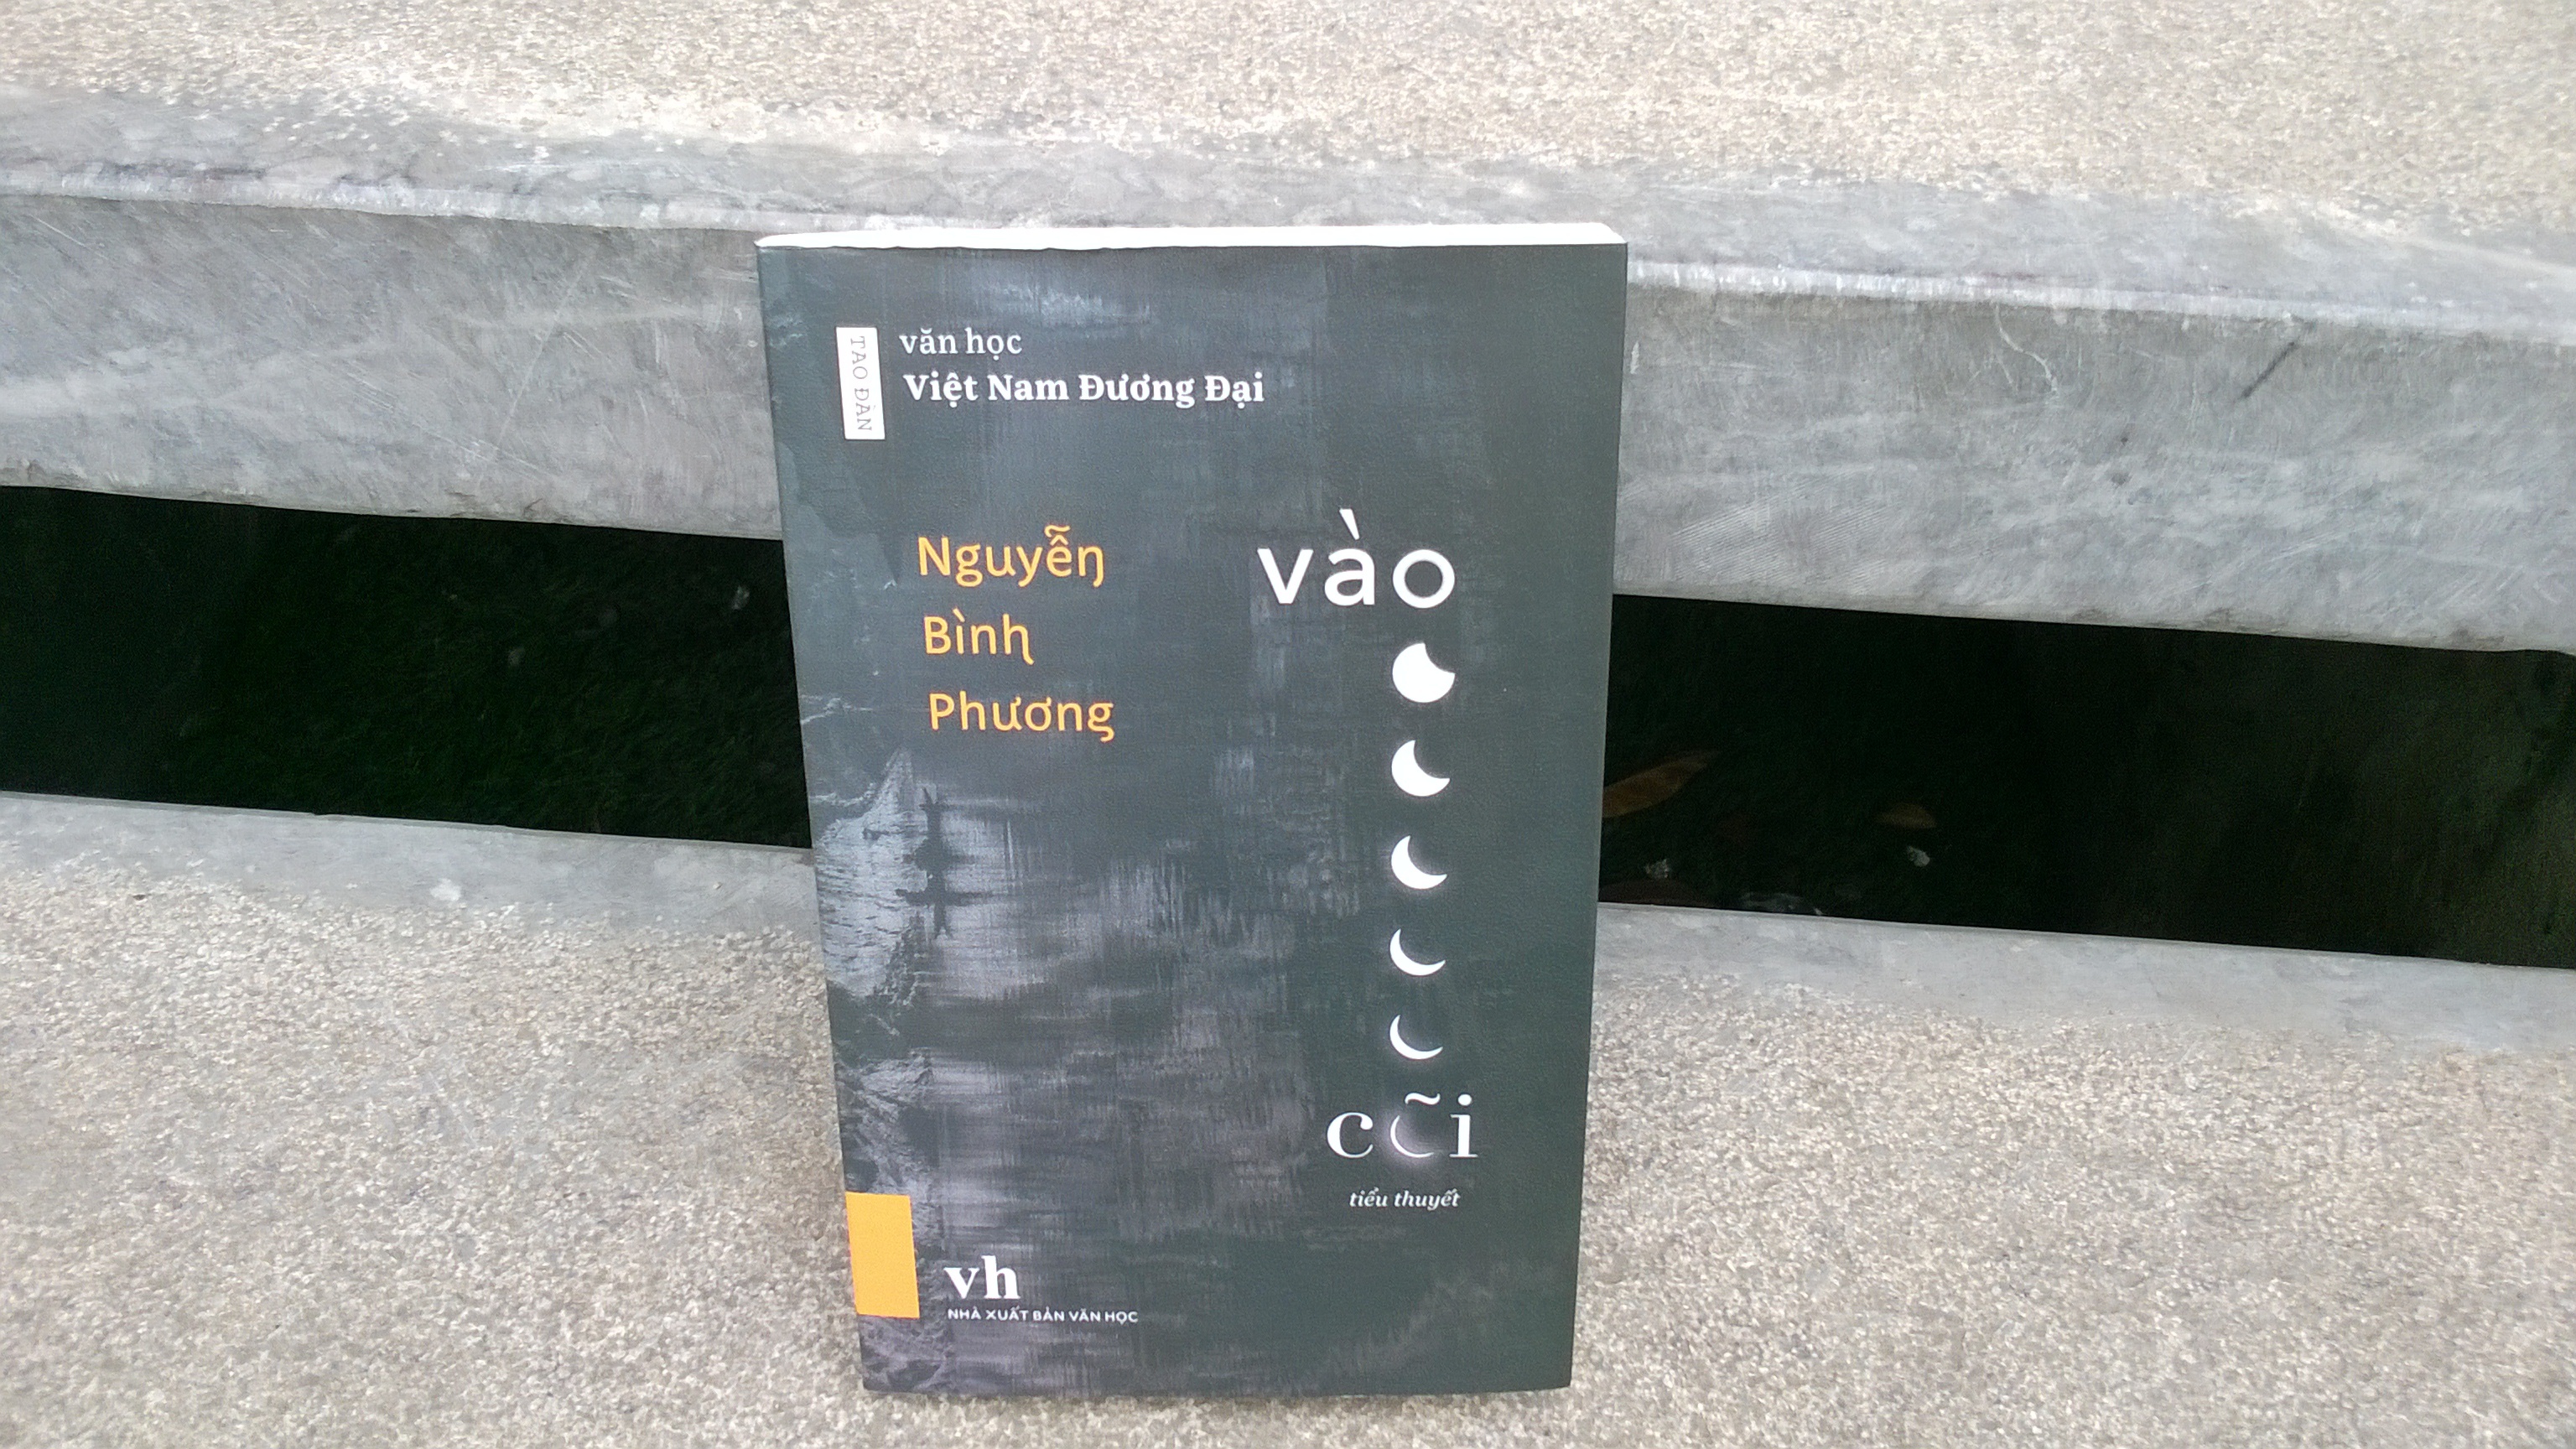 TAO ĐÀN
văn học
Việt Nam Đương Đại
Nguyễn
Bình
Phương
vào
cõi
tiểu thuyết
vh
NHÀ XUẤT BẢN VĂN HỌC